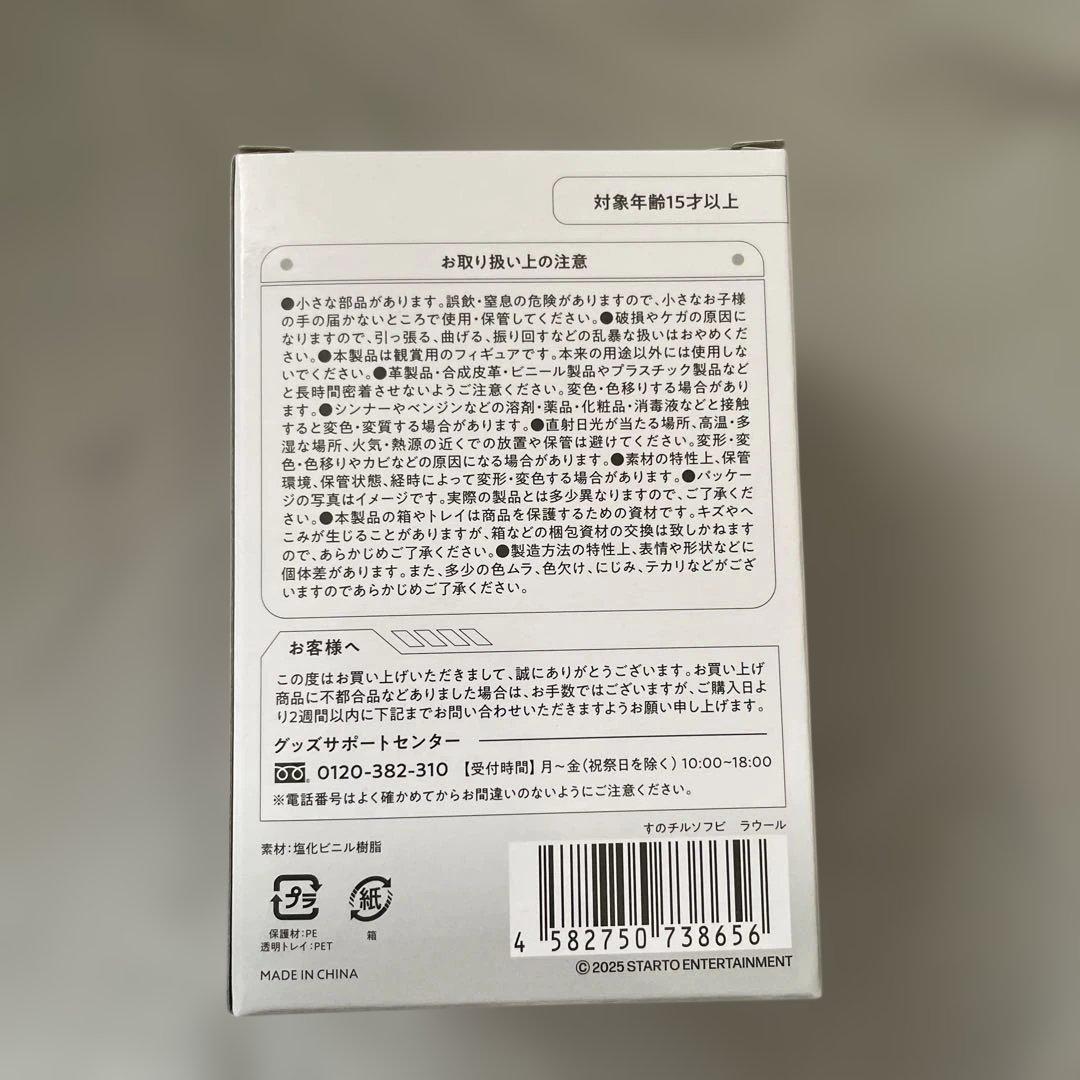 対象年齢15才以上
お取り扱い上の注意
●小さな部品があります。誤飲・窒息の危険がありますので、小さなお子様
の手の届かないところで使用・保管してください。●破損やケガの原因に
なりますので、引っ張る、曲げる、振り回すなどの乱暴な扱いはおやめくだ
さい。●本製品は観賞用のフィギュアです。本来の用途以外には使用しな
いでください。●革製品・合成皮革・ビニール製品やプラスチック製品など
と長時間密着させないようご注意ください。変色・色移りする場合があり
ます。●シンナーやベンジンなどの溶剤・薬品・化粧品・消毒液などと接触
すると変色・変質する場合があります。●直射日光が当たる場所、高温・多
湿な場所、火気・熱源の近くでの放置や保管は避けてください。変形・変
色・色移りやカビなどの原因になる場合があります。●素材の特性上、保管
環境、保管状態、経時によって変形・変色する場合があります。●パッケー
ジの写真はイメージです。実際の製品とは多少異なりますので、ご了承くだ
さい。●本製品の箱やトレイは商品を保護するための資材です。キズやへ
こみが生じることがありますが、箱などの梱包資材の交換は致しかねます
ので、あらかじめご了承ください。●製造方法の特性上、表情や形状などに
個体差があります。また、多少の色ムラ、色欠け、にじみ、テカリなどがござ
いますのであらかじめご了承ください。
お客様へ
この度はお買い上げいただきまして、誠にありがとうございます。お買い上げ
商品に不都合品などありました場合は、お手数ではございますが、ご購入日よ
り2週間以内に下記までお問い合わせいただきますようお願い申し上げます。
グッズサポートセンター
0120-382-310 【受付時間】月~金(祝祭日を除く)10:00~18:00
※電話番号はよく確かめてからお間違いのないようにご注意ください。
すのチルソフビ ラウール
素材:塩化ビニル樹脂
プラ
紙
保護材:PE
透明トレイ:PET
箱
4 582750 738656
MADE IN CHINA
©2025 STARTO ENTERTAINMENT